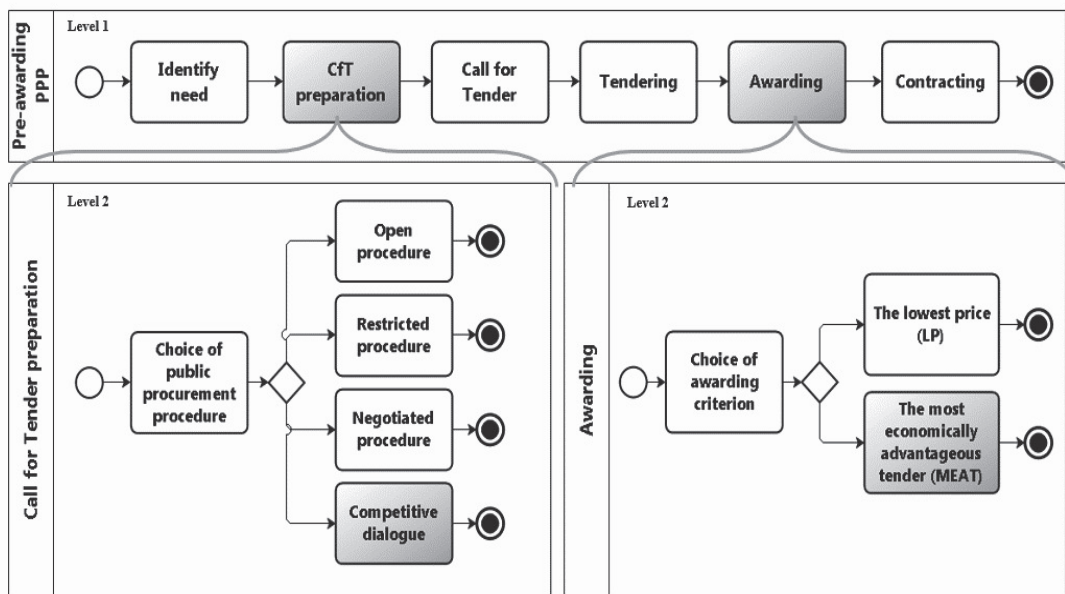 Pre-awarding
PPP
Level 1
Identify
need
CfT
preparation
Call for
Tender
Tendering
Awarding
Contracting
Call for Tender preparation
Level 2
Choice of
public
procurement
procedure
Open
procedure
Restricted
procedure
Negotiated
procedure
Competitive
dialogue
Awarding
Level 2
Choice of
awarding
criterion
The lowest price
(LP)
The most
economically
advantageous
tender (MEAT)